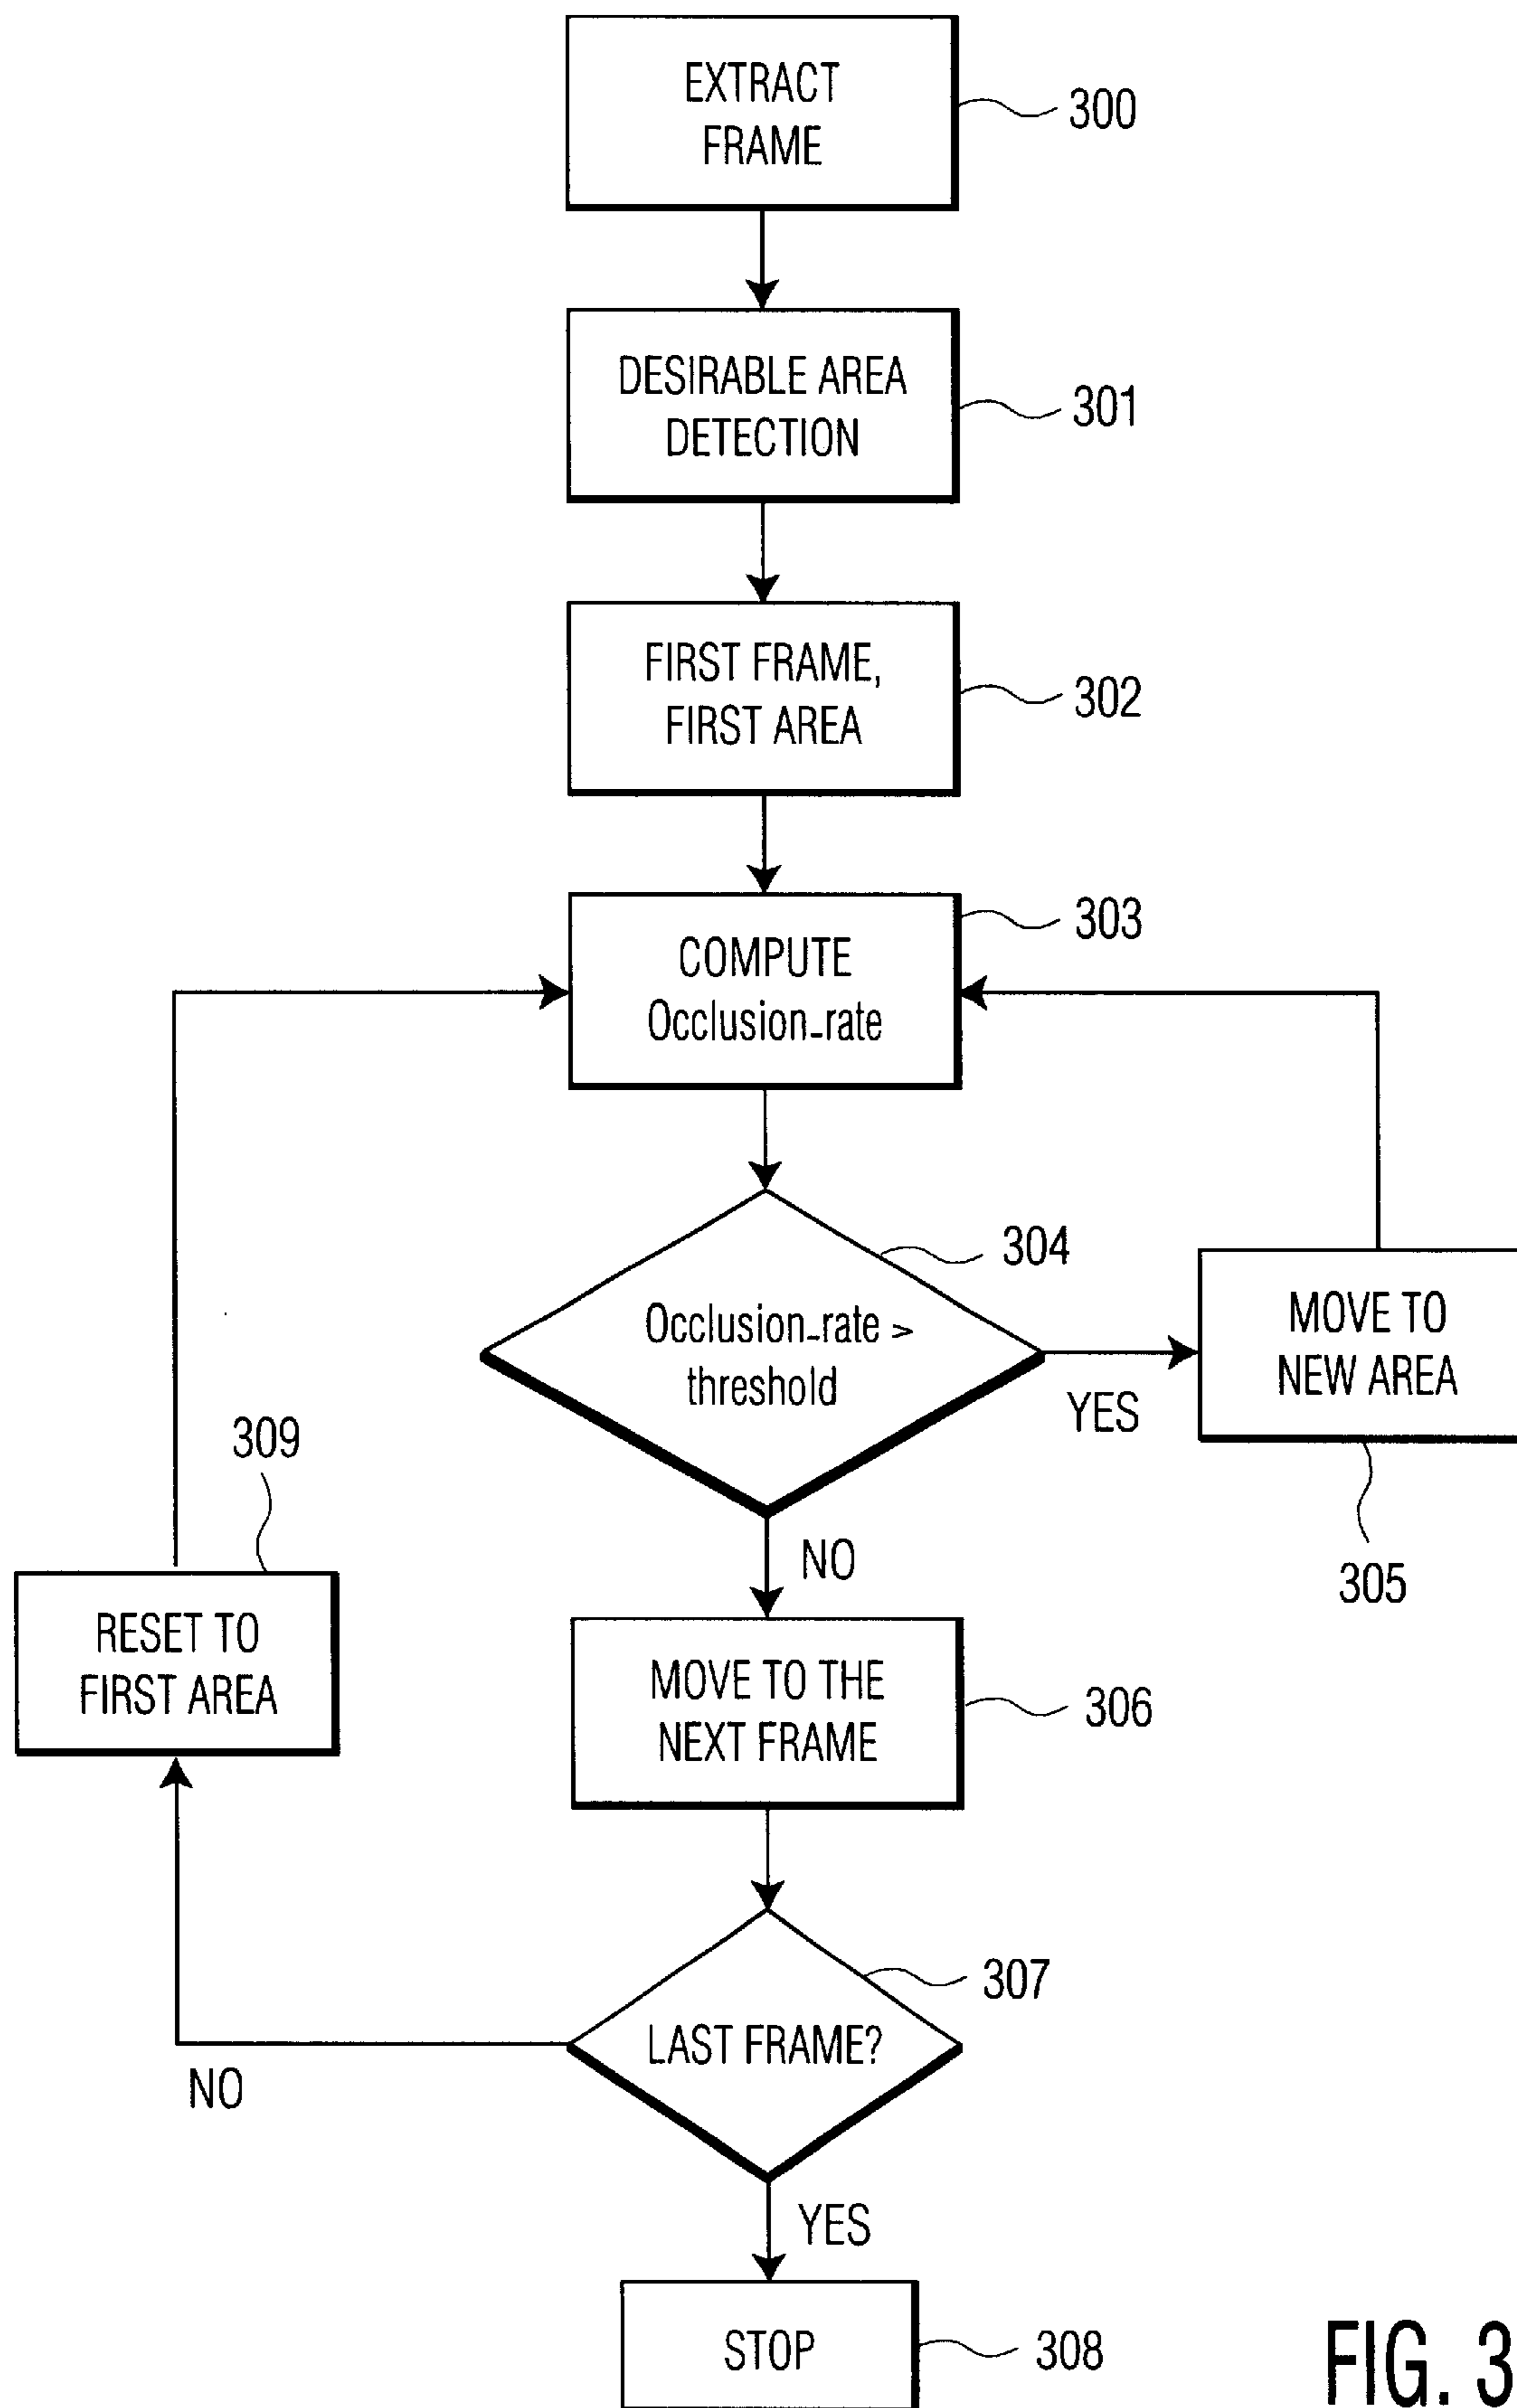 EXTRACT
FRAME
300
DESIRABLE AREA
DETECTION
301
FIRST FRAME,
FIRST AREA
302
303
COMPUTE
Occlusion_rate
304
Occlusion_rate >
threshold
YES
MOVE TO
NEW AREA
305
309
NO
RESET TO
FIRST AREA
MOVE TO THE
NEXT FRAME
306
307
LAST FRAME?
NO
YES
STOP
308
FIG. 3